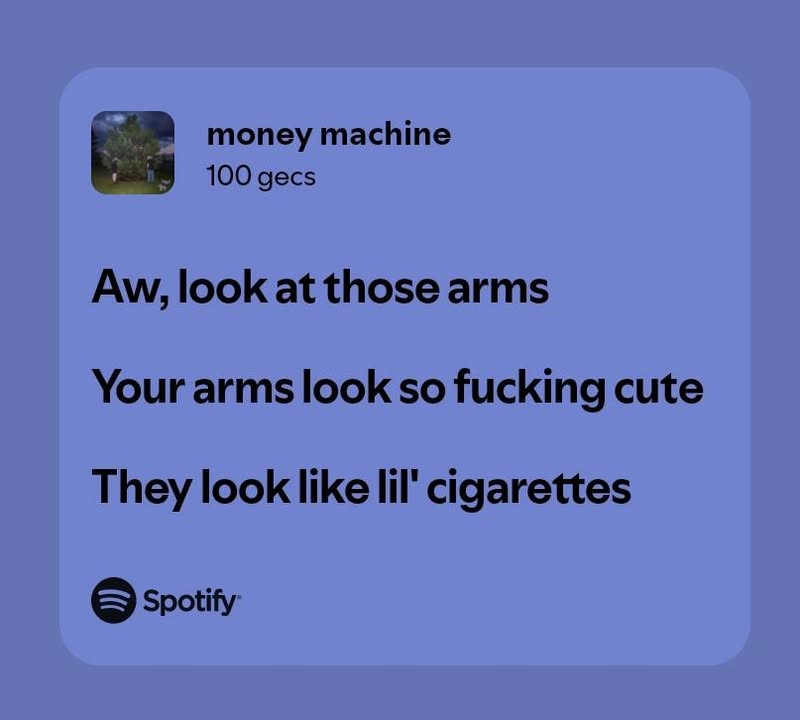 money machine
100 gecs
Aw, look at those arms
Your arms look so fucking cute
They look like lil' cigarettes
Spotify